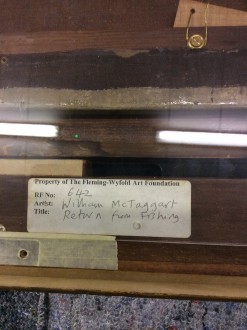 Property of The Fleming-Wyfold Art Foundation
RF No: 642
Artist: William McTaggart
Title: Return from Fishing